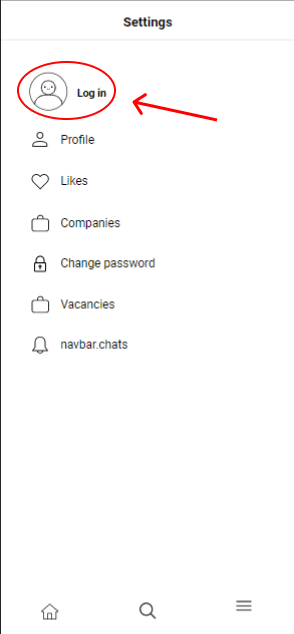 Settings
Log in
Profile
Likes
Companies
Change password
Vacancies
navbar.chats